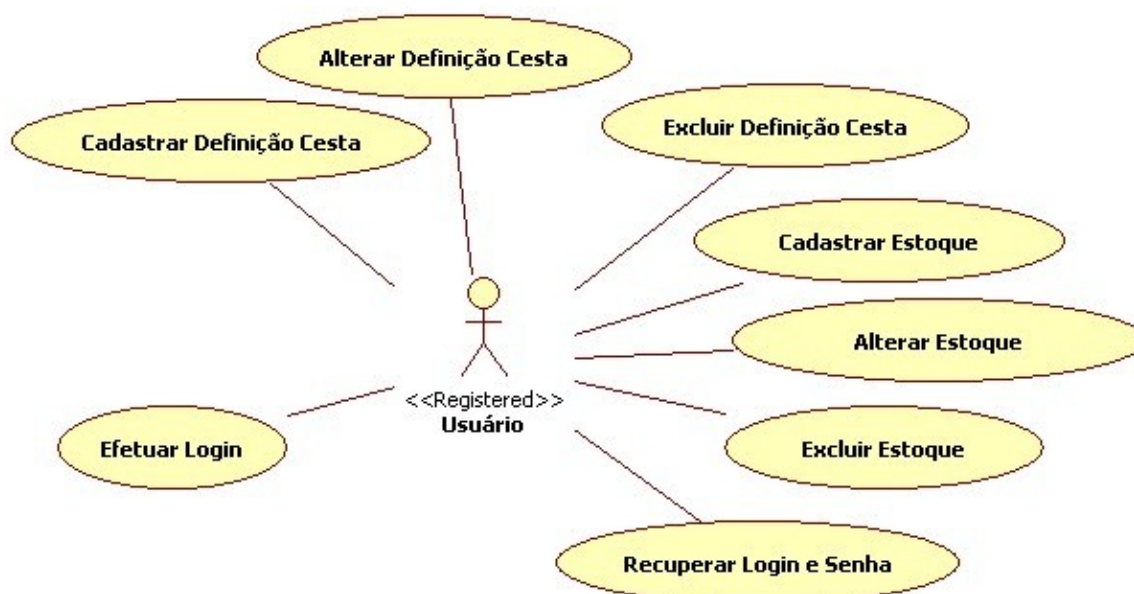 Alterar Definição Cesta
Cadastrar Definição Cesta
Excluir Definição Cesta
Cadastrar Estoque
Alterar Estoque
<<Registered>>
Usuário
Efetuar Login
Excluir Estoque
Recuperar Login e Senha